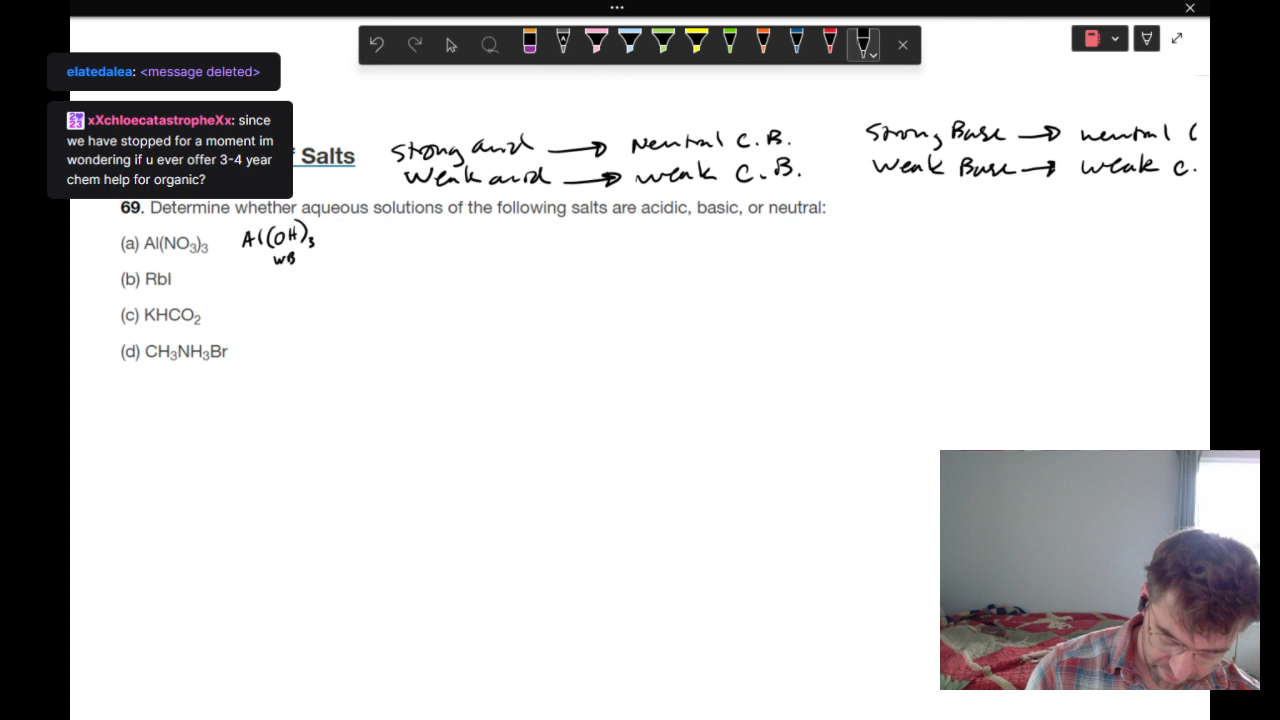 elatedalea: <message deleted>
xXchloecatastropheXx: since
we have stopped for a moment im
wondering if u ever offer 3-4 year
chem help for organic?
Salts
strong acid → Neutral C.B.
Weak acid → weak C.B.
Strong Base → neutral C
Weak Base → weak C.
69. Determine whether aqueous solutions of the following salts are acidic, basic, or neutral:
(a) Al(NO₃)₃ Al(OH)₃
WB
(b) RbI
(c) KHCO₂
(d) CH₃NH₃Br